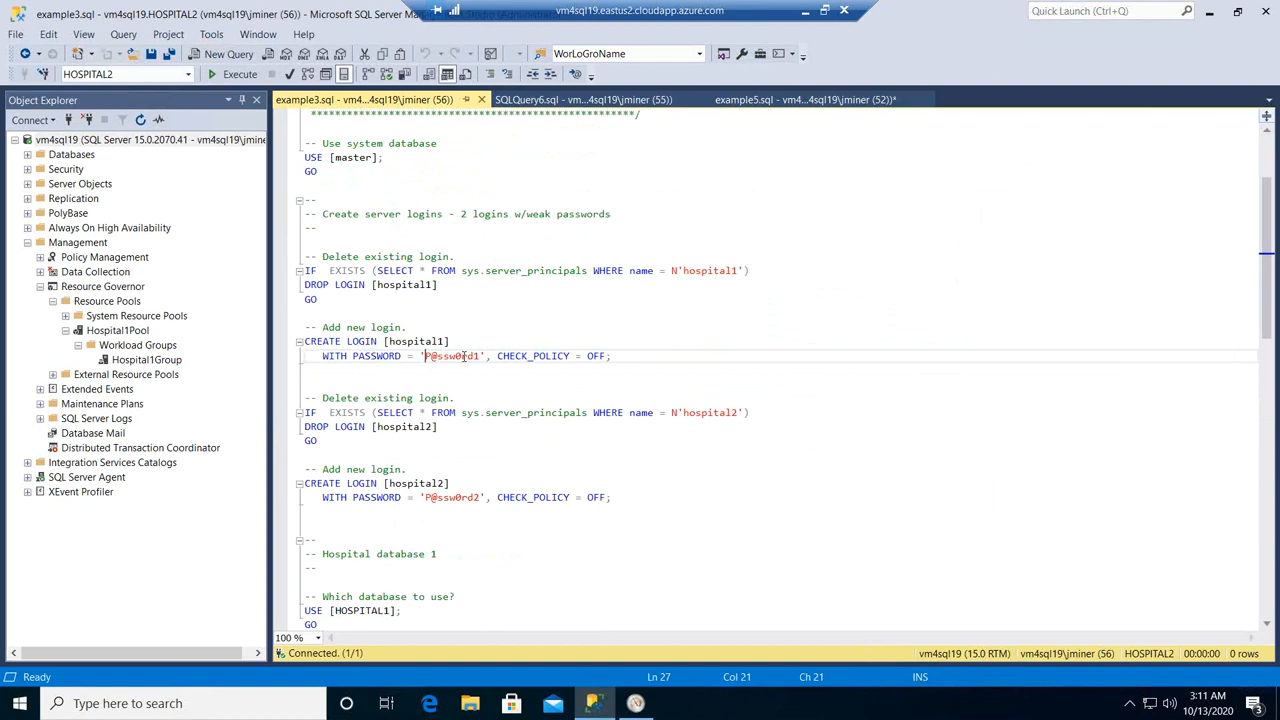 example3.sql - vm4sql19.HOSPITAL2
vm4sql19.eastus2.cloudapp.azure.com
Quick Launch (Ctrl+Q)
File Edit View Query Project Tools Window Help
New Query
WorLoGroName
HOSPITAL2
Execute
Object Explorer
example3.sql - vm4...4sql19\jminer (56))
SQLQuery6.sql - vm4...4sql19\jminer (55))
example5.sql - vm4...4sql19\jminer (52))*
Connect
vm4sql19 (SQL Server 15.0.2070.41 - vm4sql19\jmine
Databases
Security
Server Objects
Replication
PolyBase
Always On High Availability
Management
Policy Management
Data Collection
Resource Governor
Resource Pools
System Resource Pools
Hospital1Pool
Workload Groups
Hospital1Group
External Resource Pools
Extended Events
Maintenance Plans
SQL Server Logs
Database Mail
Distributed Transaction Coordinator
Integration Services Catalogs
SQL Server Agent
XEvent Profiler
******************************************************/
-- Use system database
USE [master];
GO
--
-- Create server logins - 2 logins w/weak passwords
--
-- Delete existing login.
IF EXISTS (SELECT * FROM sys.server_principals WHERE name = N'hospital1')
DROP LOGIN [hospital1]
GO
-- Add new login.
CREATE LOGIN [hospital1]
WITH PASSWORD = 'P@ssw0rd1', CHECK_POLICY = OFF;
-- Delete existing login.
IF EXISTS (SELECT * FROM sys.server_principals WHERE name = N'hospital2')
DROP LOGIN [hospital2]
GO
-- Add new login.
CREATE LOGIN [hospital2]
WITH PASSWORD = 'P@ssw0rd2', CHECK_POLICY = OFF;
--
-- Hospital database 1
--
-- Which database to use?
USE [HOSPITAL1];
GO
100 %
Connected. (1/1)
vm4sql19 (15.0 RTM)
vm4sql19\jminer (56)
HOSPITAL2
00:00:00
0 rows
Ready
Ln 27
Col 21
Ch 21
INS
Type here to search
3:11 AM
10/13/2020
3